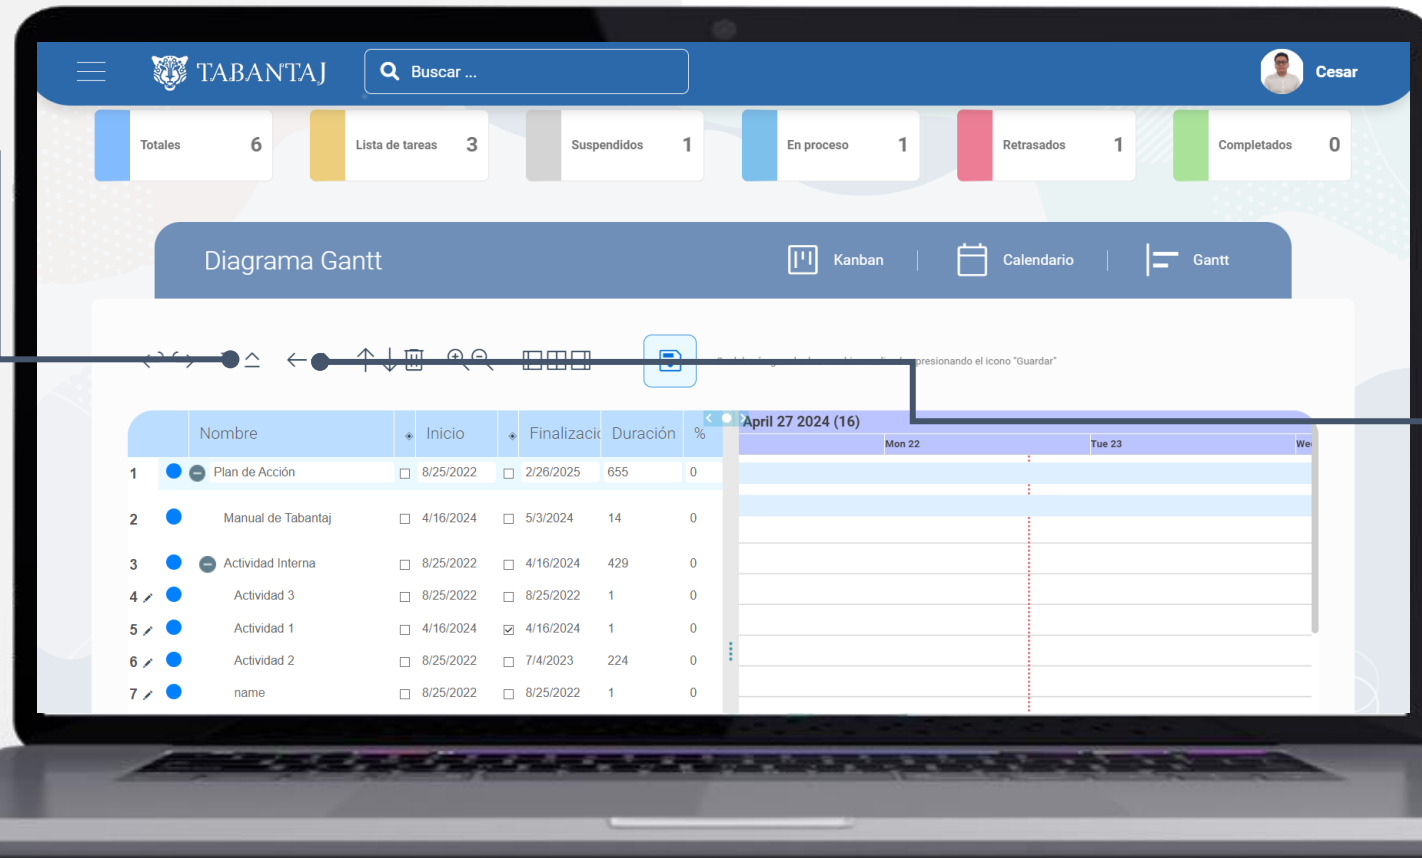 TABANTAJ
Buscar ...
Cesar
Totales 6
Lista de tareas 3
Suspendidos 1
En proceso 1
Retrasados 1
Completados 0
Diagrama Gantt
Kanban
Calendario
Gantt
presionando el icono "Guardar"
Nombre Inicio Finalizació Duración %
April 27 2024 (16)
Mon 22 Tue 23 We
1 Plan de Acción 8/25/2022 2/26/2025 655 0
2 Manual de Tabantaj 4/16/2024 5/3/2024 14 0
3 Actividad Interna 8/25/2022 4/16/2024 429 0
4 Actividad 3 8/25/2022 8/25/2022 1 0
5 Actividad 1 4/16/2024 4/16/2024 1 0
6 Actividad 2 8/25/2022 7/4/2023 224 0
7 name 8/25/2022 8/25/2022 1 0